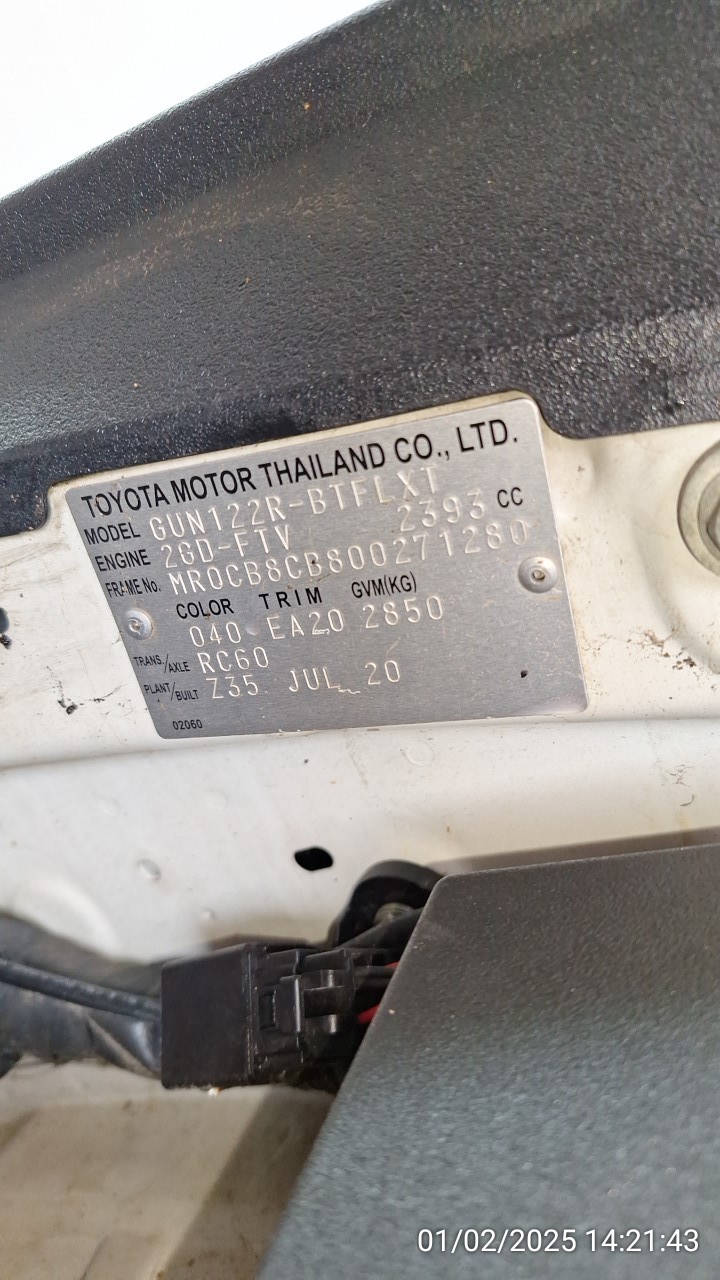 TOYOTA MOTOR THAILAND CO., LTD.
MODEL GUN122R-BTFLXT
ENGINE 2GD-FTV 2393 CC
FRAME No. MR0CB8CB800271280
COLOR TRIM GVM(KG)
040 EA20 2850
TRANS./AXLE RC60
PLANT/BUILT Z35 JUL 20
02060
01/02/2025 14:21:43